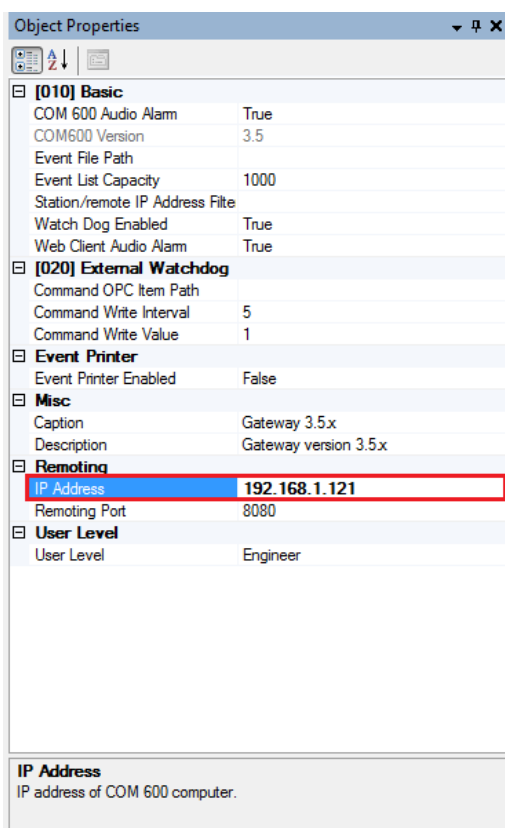 Object Properties
[010] Basic
COM 600 Audio Alarm True
COM600 Version 3.5
Event File Path
Event List Capacity 1000
Station/remote IP Address Filte
Watch Dog Enabled True
Web Client Audio Alarm True
[020] External Watchdog
Command OPC Item Path
Command Write Interval 5
Command Write Value 1
Event Printer
Event Printer Enabled False
Misc
Caption Gateway 3.5.x
Description Gateway version 3.5.x
Remoting
IP Address 192.168.1.121
Remoting Port 8080
User Level
User Level Engineer
IP Address
IP address of COM 600 computer.